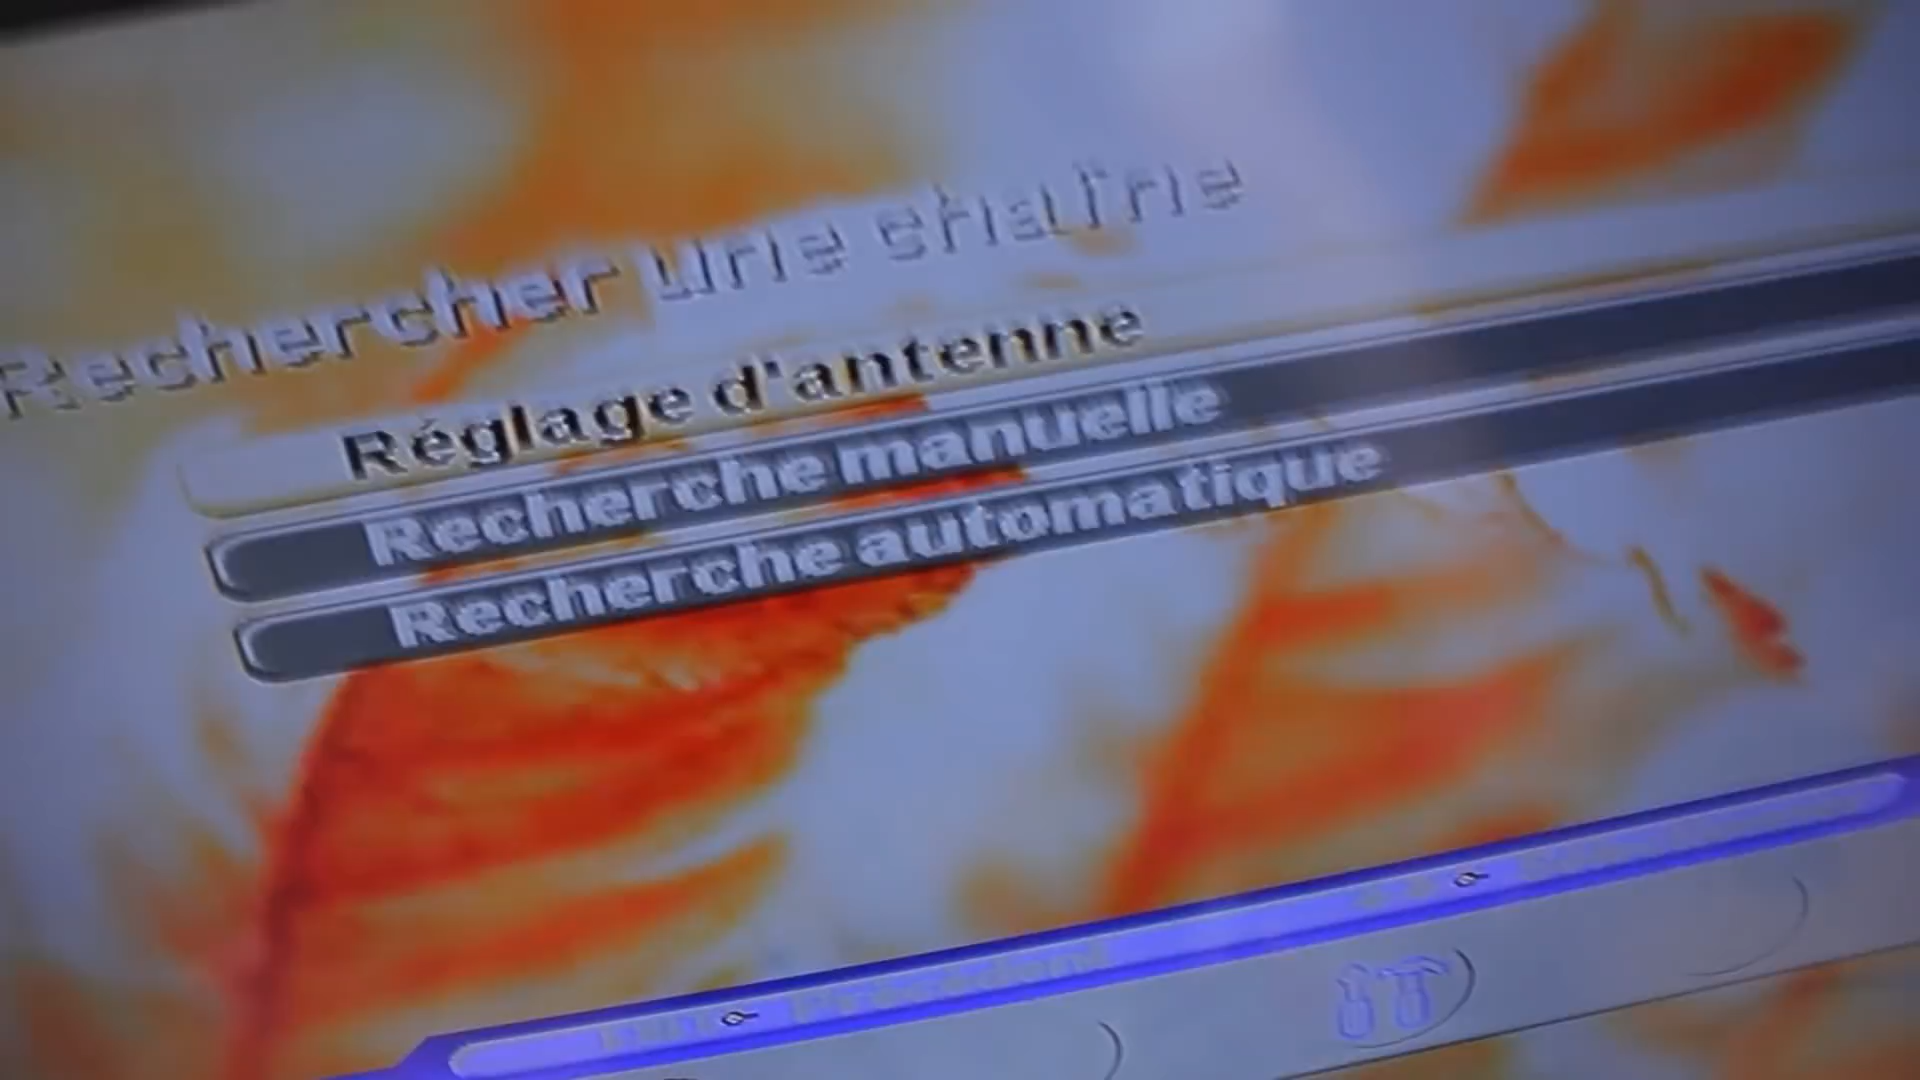 Rechercher une chaîne
Réglage d'antenne
Recherche manuelle
Recherche automatique